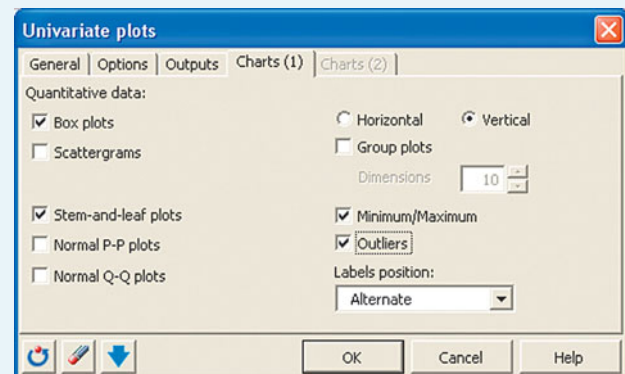 Univariate plots
General Options Outputs Charts (1) Charts (2)
Quantitative data:
Box plots Horizontal Vertical
Scattergrams Group plots
Dimensions 10
Stem-and-leaf plots Minimum/Maximum
Normal P-P plots Outliers
Normal Q-Q plots Labels position:
Alternate
OK Cancel Help